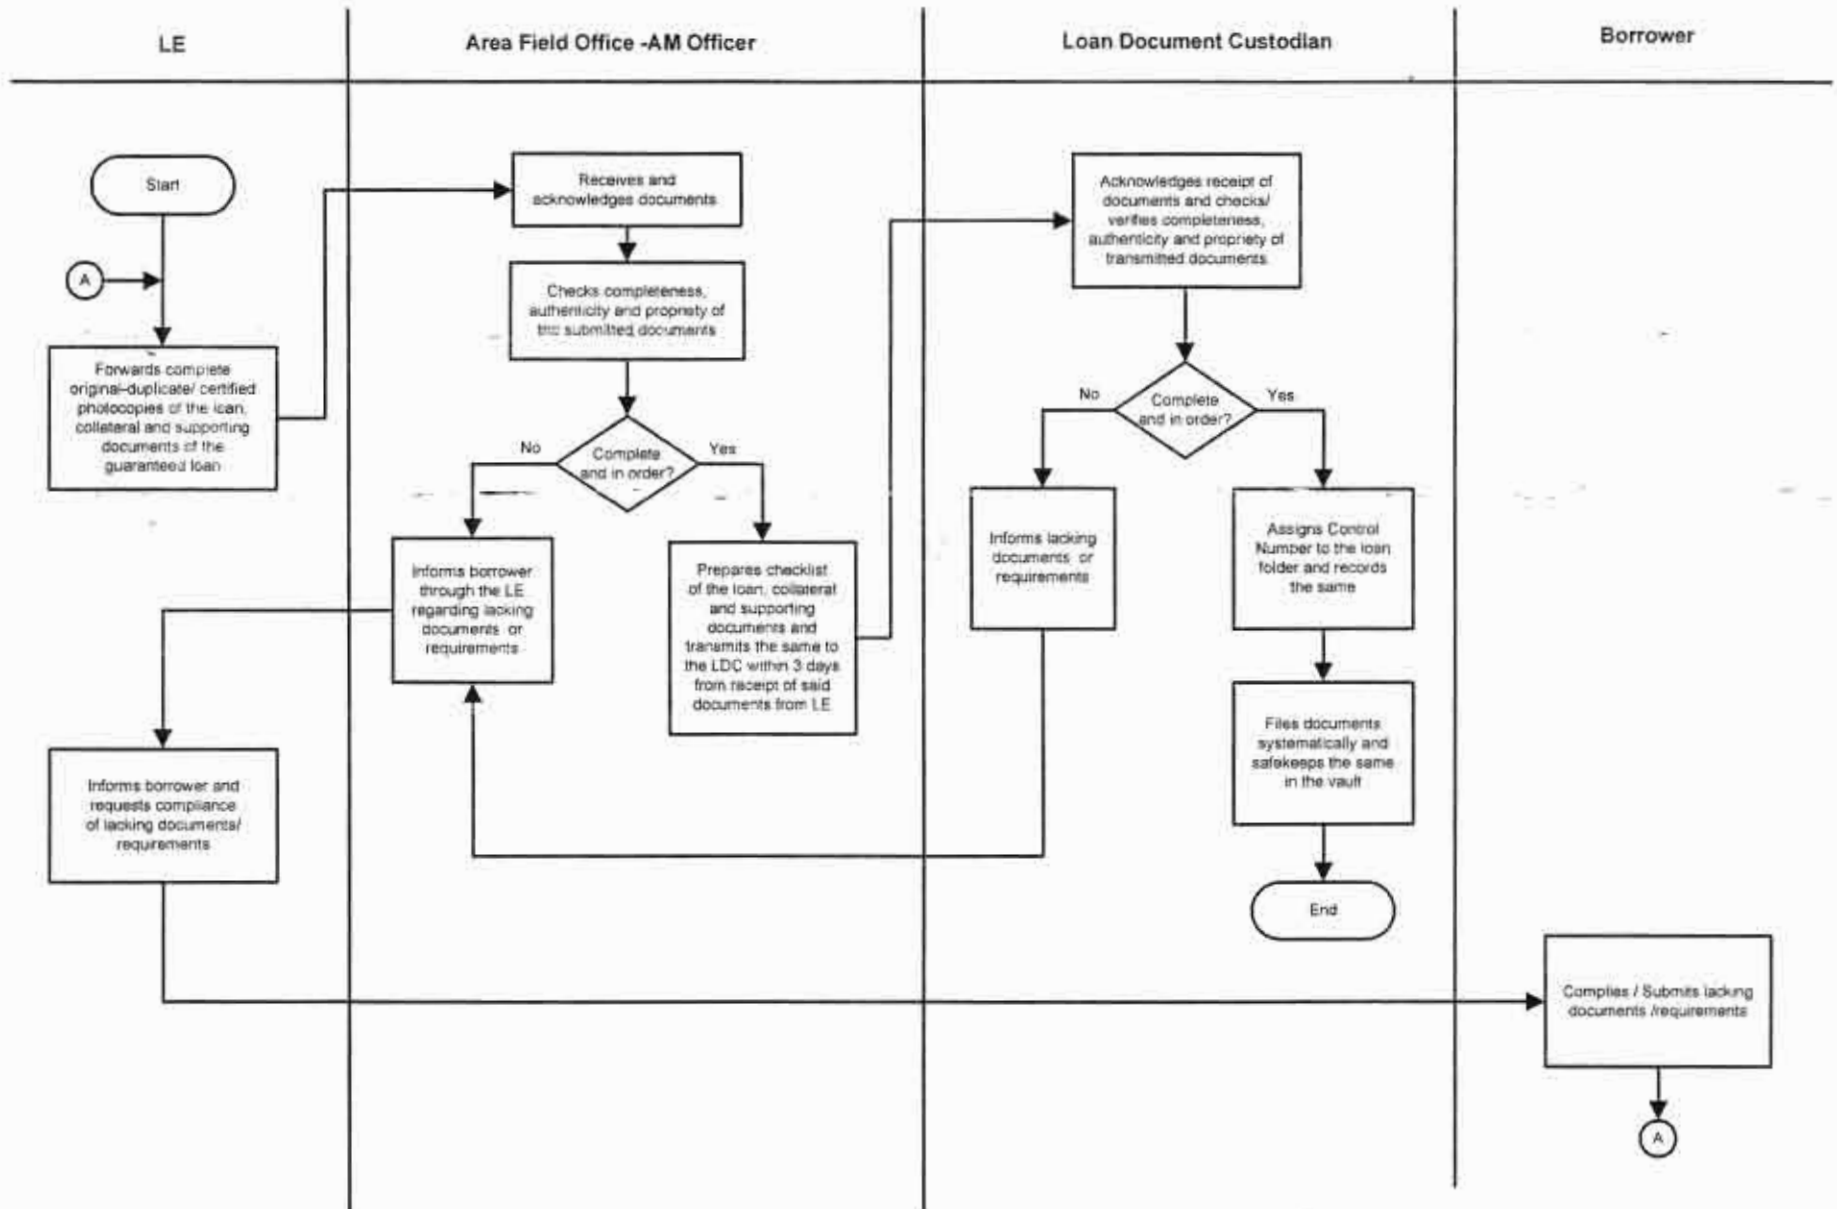 LE
Area Field Office -AM Officer
Loan Document Custodian
Borrower
Start
A
Forwards complete
original-duplicate/ certified
photocopies of the loan,
collateral and supporting
documents of the
guaranteed loan
Informs borrower and
requests compliance
of lacking documents/
requirements
Receives and
acknowledges documents
Checks completeness,
authenticity and propriety of
the submitted documents
Complete
and in order?
No
Yes
Informs borrower
through the LE
regarding lacking
documents or
requirements
Prepares checklist
of the loan, collateral
and supporting
documents and
transmits the same to
the LDC within 3 days
from receipt of said
documents from LE
Acknowledges receipt of
documents and checks/
verifies completeness,
authenticity and propriety of
transmitted documents
Complete
and in order?
No
Yes
Informs lacking
documents or
requirements
Assigns Control
Number to the loan
folder and records
the same
Files documents
systematically and
safekeeps the same
in the vault
End
Complies / Submits lacking
documents /requirements
A